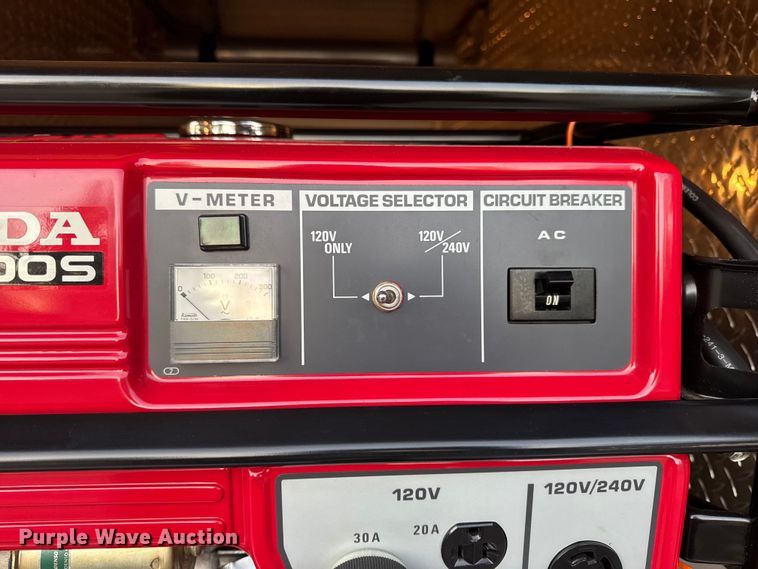 V-METER
VOLTAGE SELECTOR
CIRCUIT BREAKER
120V
ONLY
120V
/240V
AC
0 100 200 300
V
ON
DA
00S
120V
120V/240V
30A
20A
Purple Wave Auction